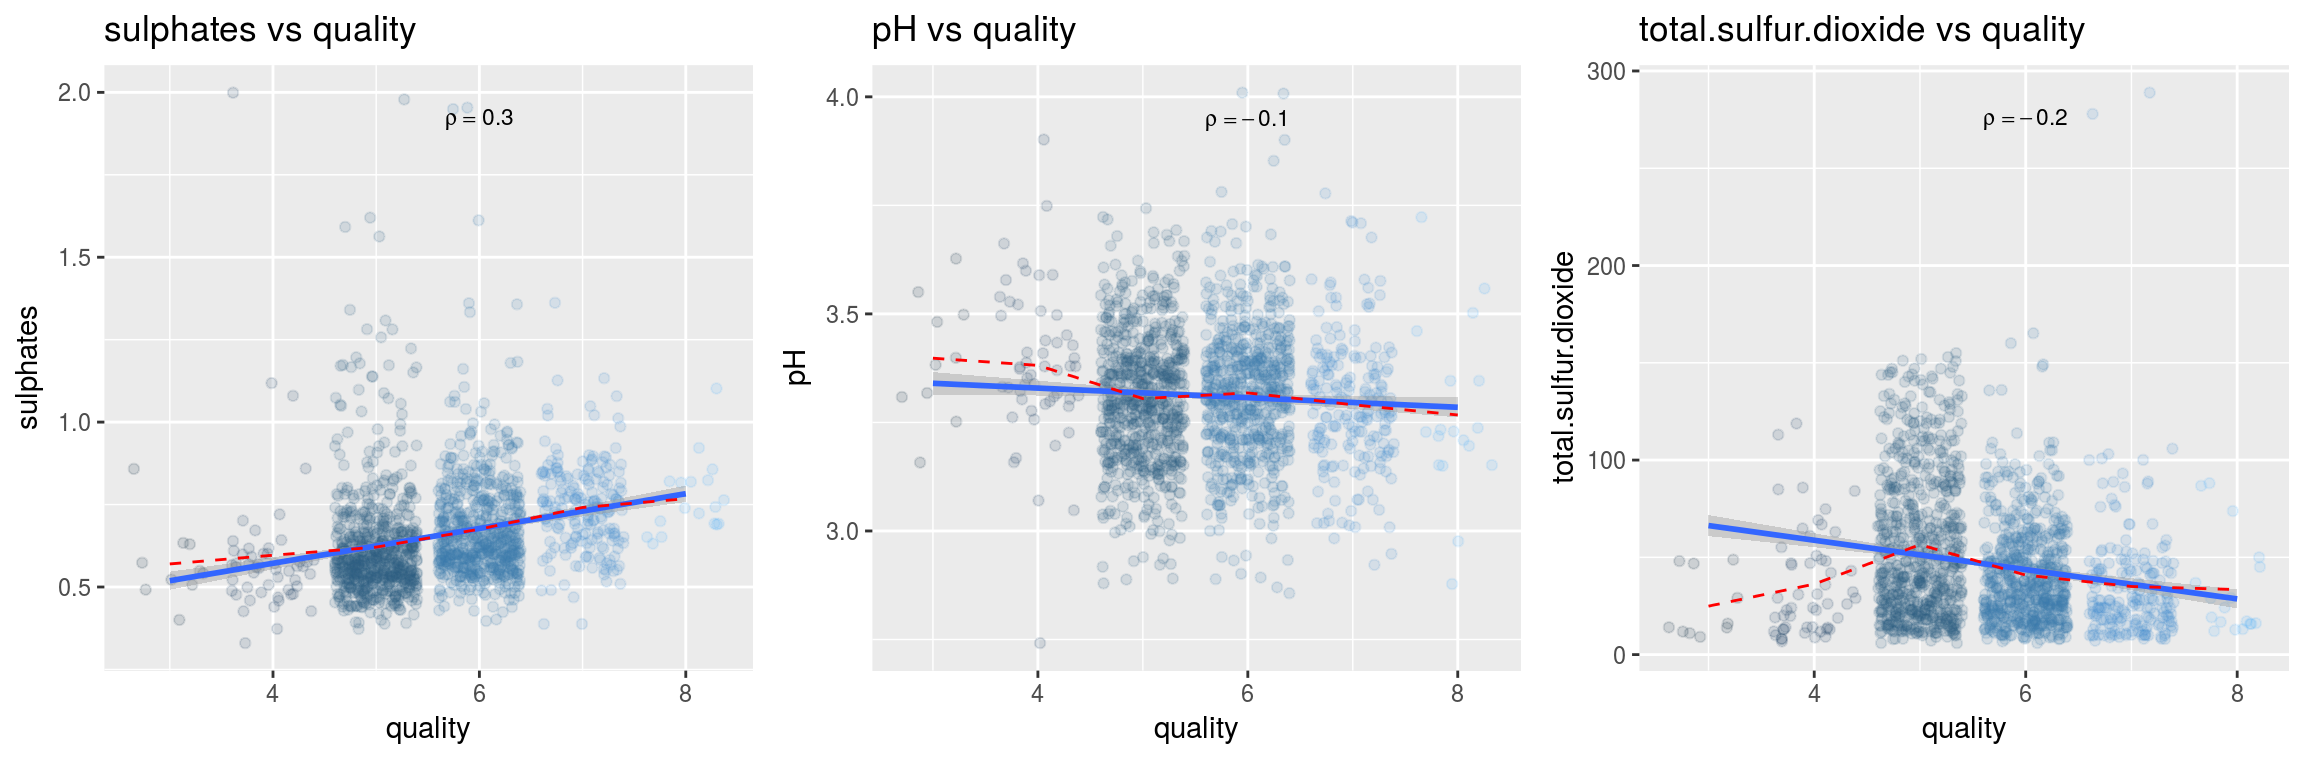 sulphates vs quality
2.0
1.5
1.0
0.5
sulphates
ρ = 0.3
4 6 8
quality
pH vs quality
4.0
3.5
3.0
pH
ρ = −0.1
4 6 8
quality
total.sulfur.dioxide vs quality
300
200
100
0
total.sulfur.dioxide
ρ = −0.2
4 6 8
quality